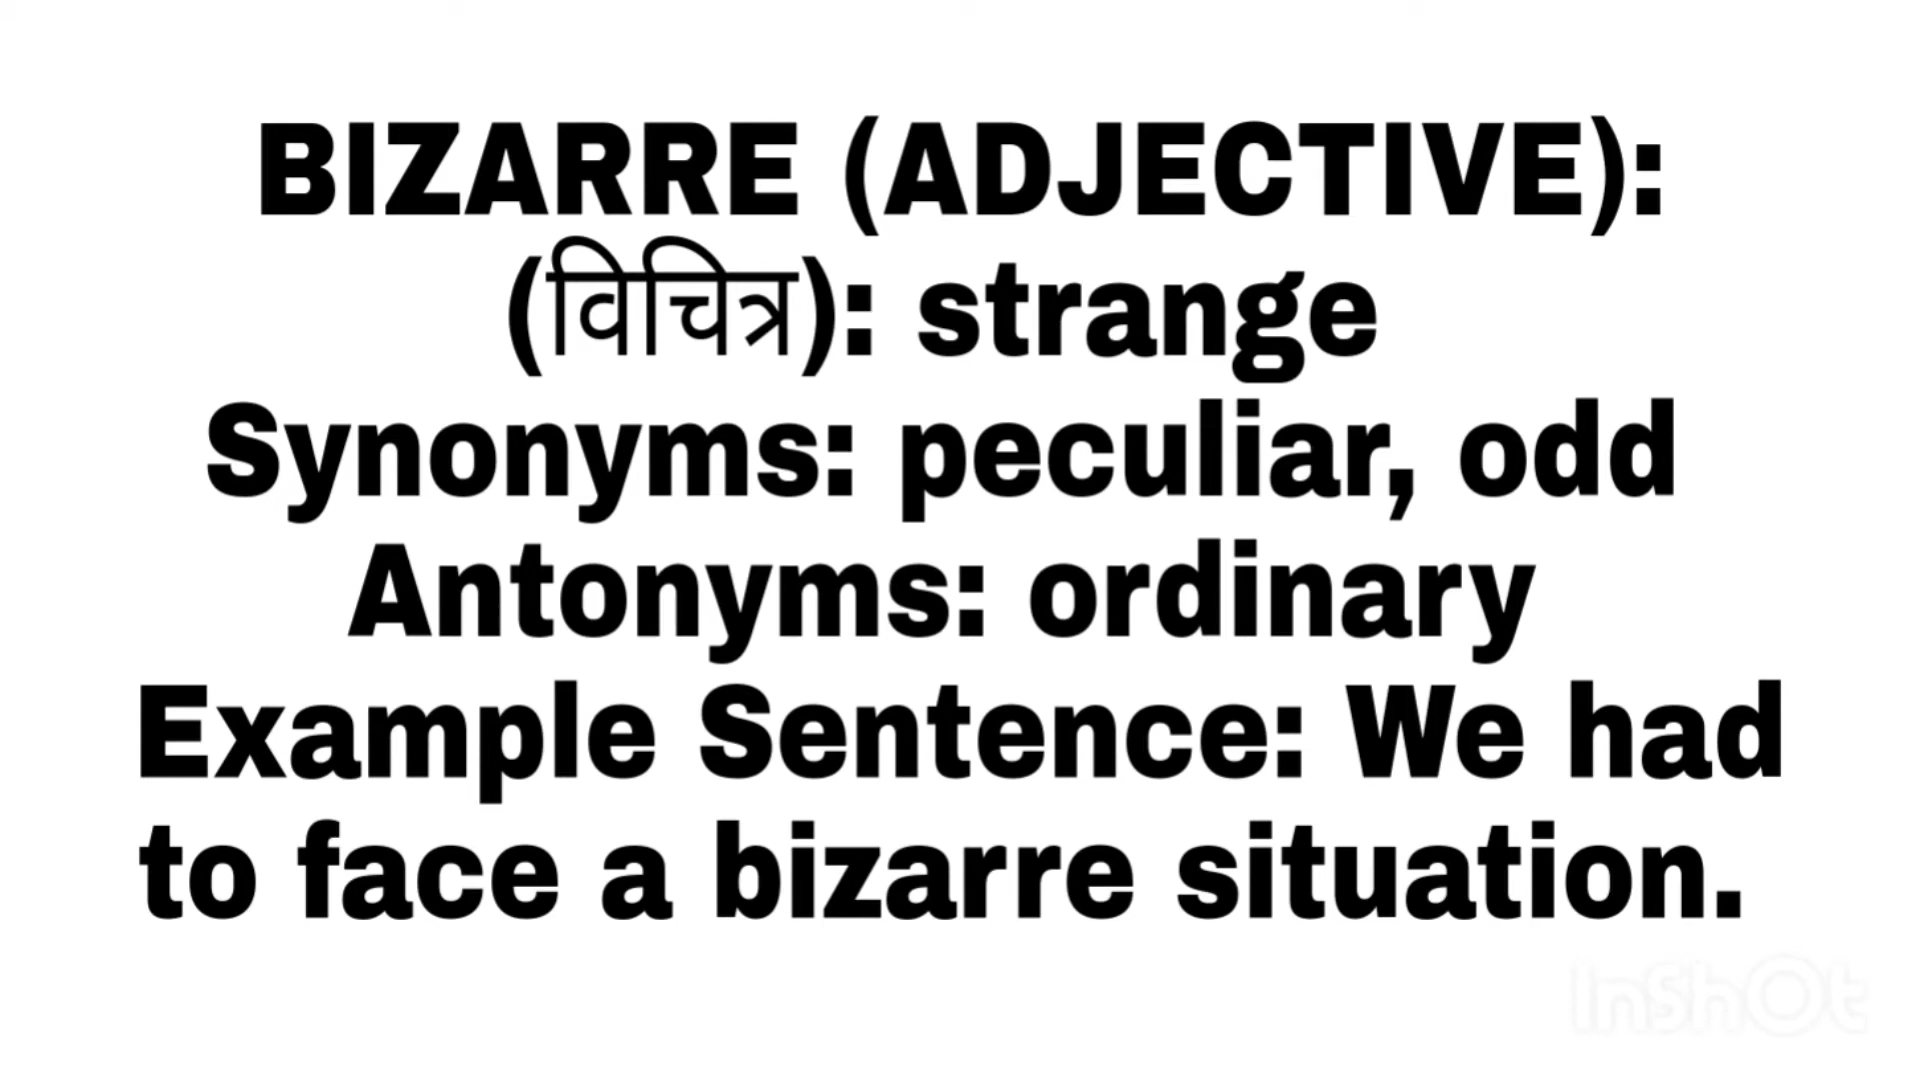 BIZARRE (ADJECTIVE):
(विचित्र): strange
Synonyms: peculiar, odd
Antonyms: ordinary
Example Sentence: We had
to face a bizarre situation.
InShOt